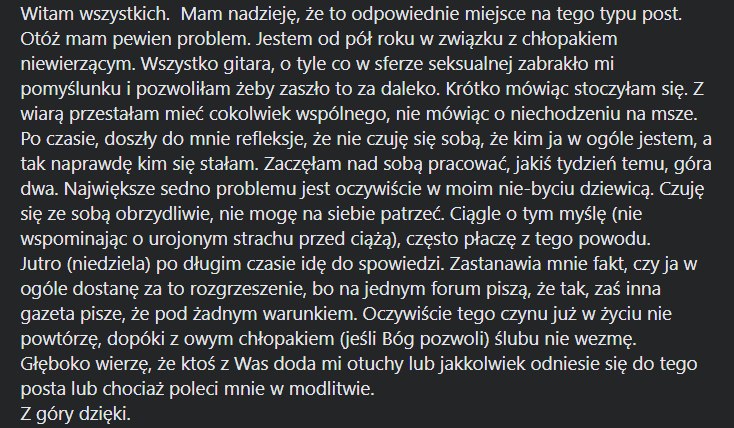 Witam wszystkich.  Mam nadzieję, że to odpowiednie miejsce na tego typu post.
Otóż mam pewien problem. Jestem od pół roku w związku z chłopakiem
niewierzącym. Wszystko gitara, o tyle co w sferze seksualnej zabrakło mi
pomyślunku i pozwoliłam żeby zaszło to za daleko. Krótko mówiąc stoczyłam się. Z
wiarą przestałam mieć cokolwiek wspólnego, nie mówiąc o niechodzeniu na msze.
Po czasie, doszły do mnie refleksje, że nie czuję się sobą, że kim ja w ogóle jestem, a
tak naprawdę kim się stałam. Zaczęłam nad sobą pracować, jakiś tydzień temu, góra
dwa. Największe sedno problemu jest oczywiście w moim nie-byciu dziewicą. Czuję
się ze sobą obrzydliwie, nie mogę na siebie patrzeć. Ciągle o tym myślę (nie
wspominając o urojonym strachu przed ciążą), często płaczę z tego powodu.
Jutro (niedziela) po długim czasie idę do spowiedzi. Zastanawia mnie fakt, czy ja w
ogóle dostanę za to rozgrzeszenie, bo na jednym forum piszą, że tak, zaś inna
gazeta pisze, że pod żadnym warunkiem. Oczywiście tego czynu już w życiu nie
powtórzę, dopóki z owym chłopakiem (jeśli Bóg pozwoli) ślubu nie wezmę.
Głęboko wierzę, że ktoś z Was doda mi otuchy lub jakkolwiek odniesie się do tego
posta lub chociaż poleci mnie w modlitwie.
Z góry dzięki.